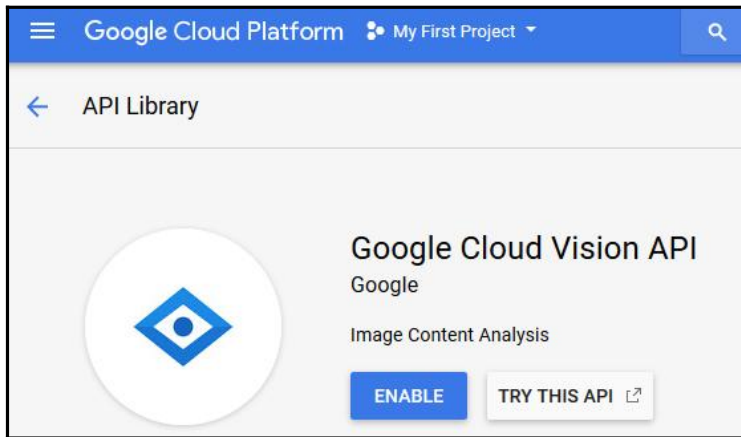 Google Cloud Platform My First Project
API Library
Google Cloud Vision API
Google
Image Content Analysis
ENABLE TRY THIS API